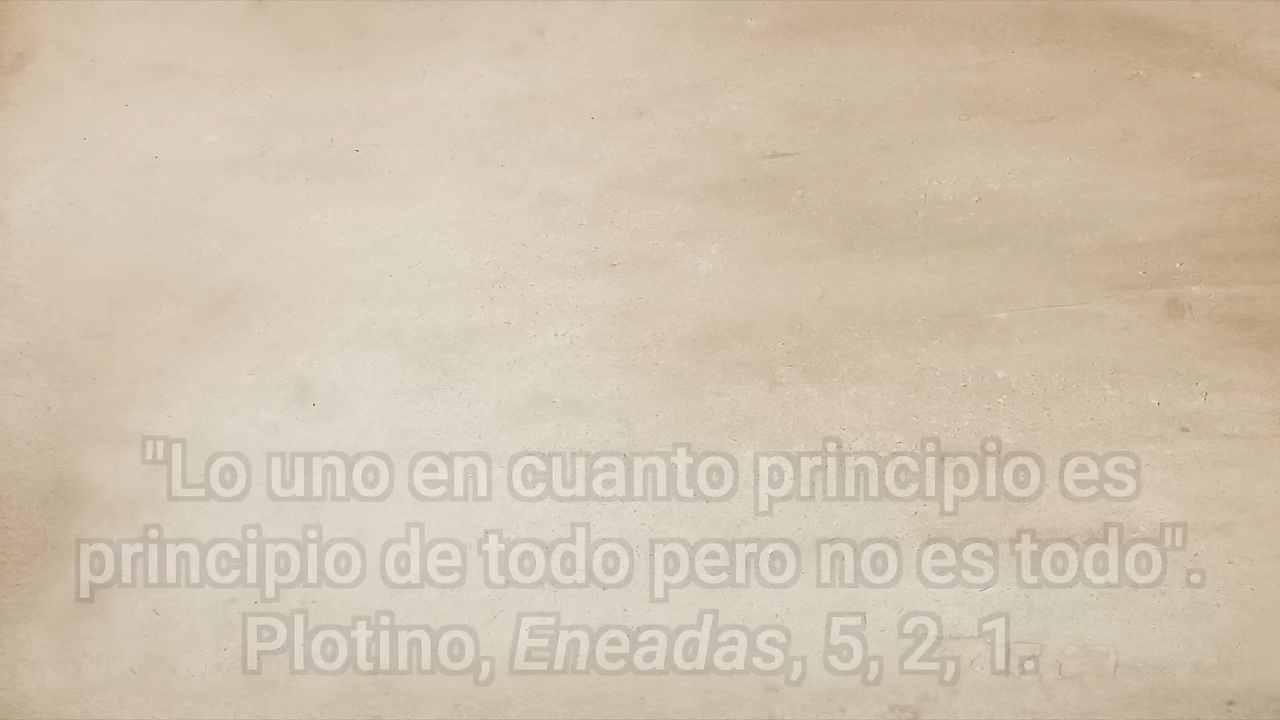 "Lo uno en cuanto principio es
principio de todo pero no es todo".
Plotino, Eneadas, 5, 2, 1.